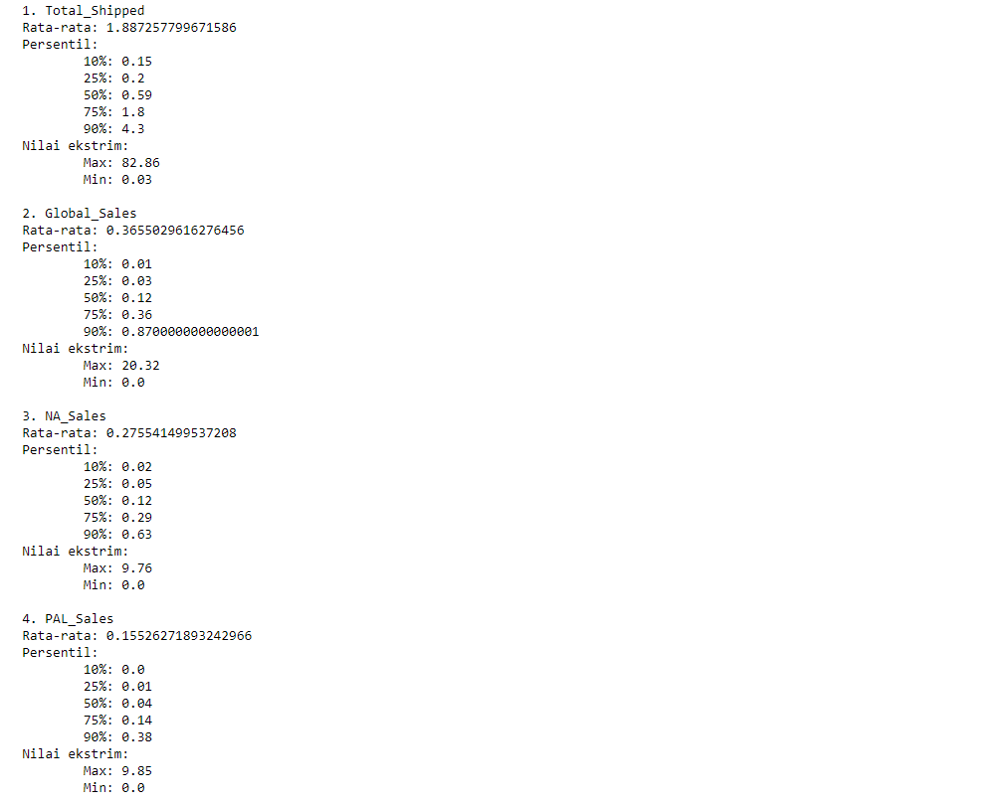 1. Total_Shipped
Rata-rata: 1.887257799671586
Persentil:
10%: 0.15
25%: 0.2
50%: 0.59
75%: 1.8
90%: 4.3
Nilai ekstrim:
Max: 82.86
Min: 0.03
2. Global_Sales
Rata-rata: 0.3655029616276456
Persentil:
10%: 0.01
25%: 0.03
50%: 0.12
75%: 0.36
90%: 0.8700000000000001
Nilai ekstrim:
Max: 20.32
Min: 0.0
3. NA_Sales
Rata-rata: 0.275541499537208
Persentil:
10%: 0.02
25%: 0.05
50%: 0.12
75%: 0.29
90%: 0.63
Nilai ekstrim:
Max: 9.76
Min: 0.0
4. PAL_Sales
Rata-rata: 0.15526271893242966
Persentil:
10%: 0.0
25%: 0.01
50%: 0.04
75%: 0.14
90%: 0.38
Nilai ekstrim:
Max: 9.85
Min: 0.0